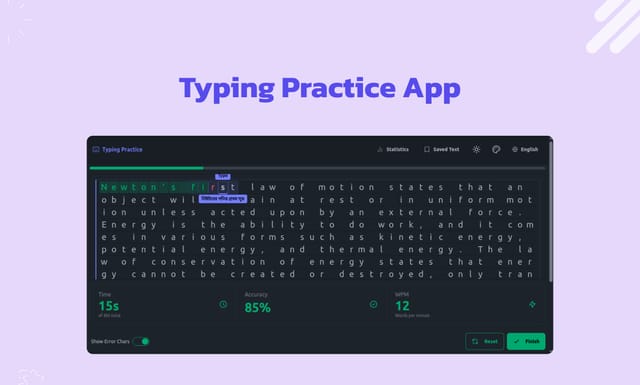 Typing Practice App
Typing Practice
Statistics
Saved Text
English
Newton's first law of motion states that an
object wil ain at rest or in uniform mot
ion unless acted upon by an external force.
Energy is the ability to do work, and it com
es in various forms such as kinetic energy,
potential energy, and thermal energy. The la
w of conservation of energy states that ener
gy cannot be created or destroyed, only tran
Time
15s
Accuracy
85%
WPM
12
Words per minute
Show Error Chars
Reset
Finish